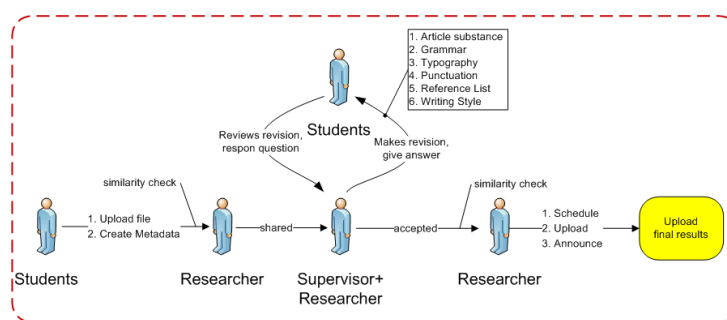 1. Article substance
2. Grammar
3. Typography
4. Punctuation
5. Reference List
6. Writing Style
Students
Reviews revision,
respon question
Makes revision,
give answer
similarity check
1. Upload file
2. Create Metadata
shared
accepted
similarity check
1. Schedule
2. Upload
3. Announce
Upload
final results
Students
Researcher
Supervisor+
Researcher
Researcher